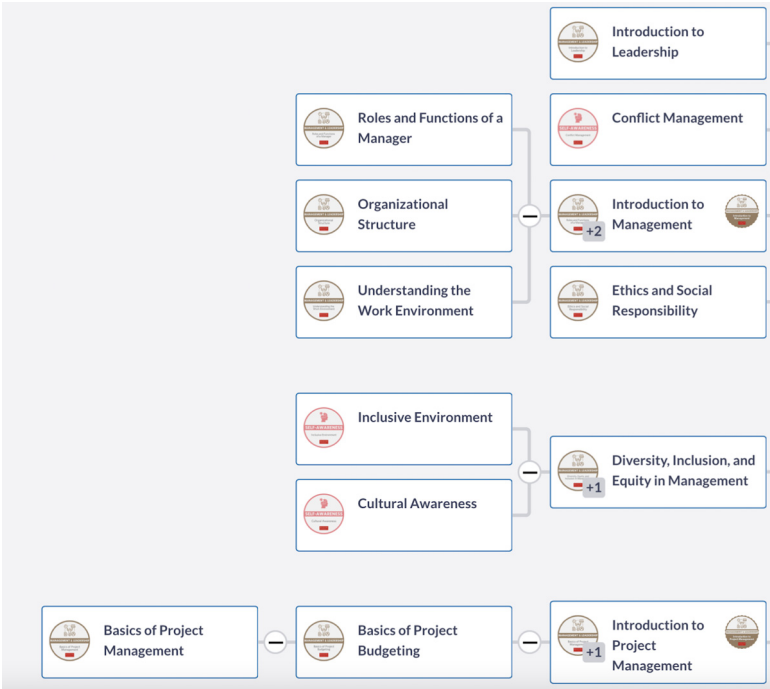 Introduction to
Leadership
Roles and Functions of a
Manager
Conflict Management
Organizational
Structure
Introduction to
Management
+2
Understanding the
Work Environment
Ethics and Social
Responsibility
Inclusive Environment
Diversity, Inclusion, and
Equity in Management
+1
Cultural Awareness
Basics of Project
Management
Basics of Project
Budgeting
Introduction to
Project
Management
+1